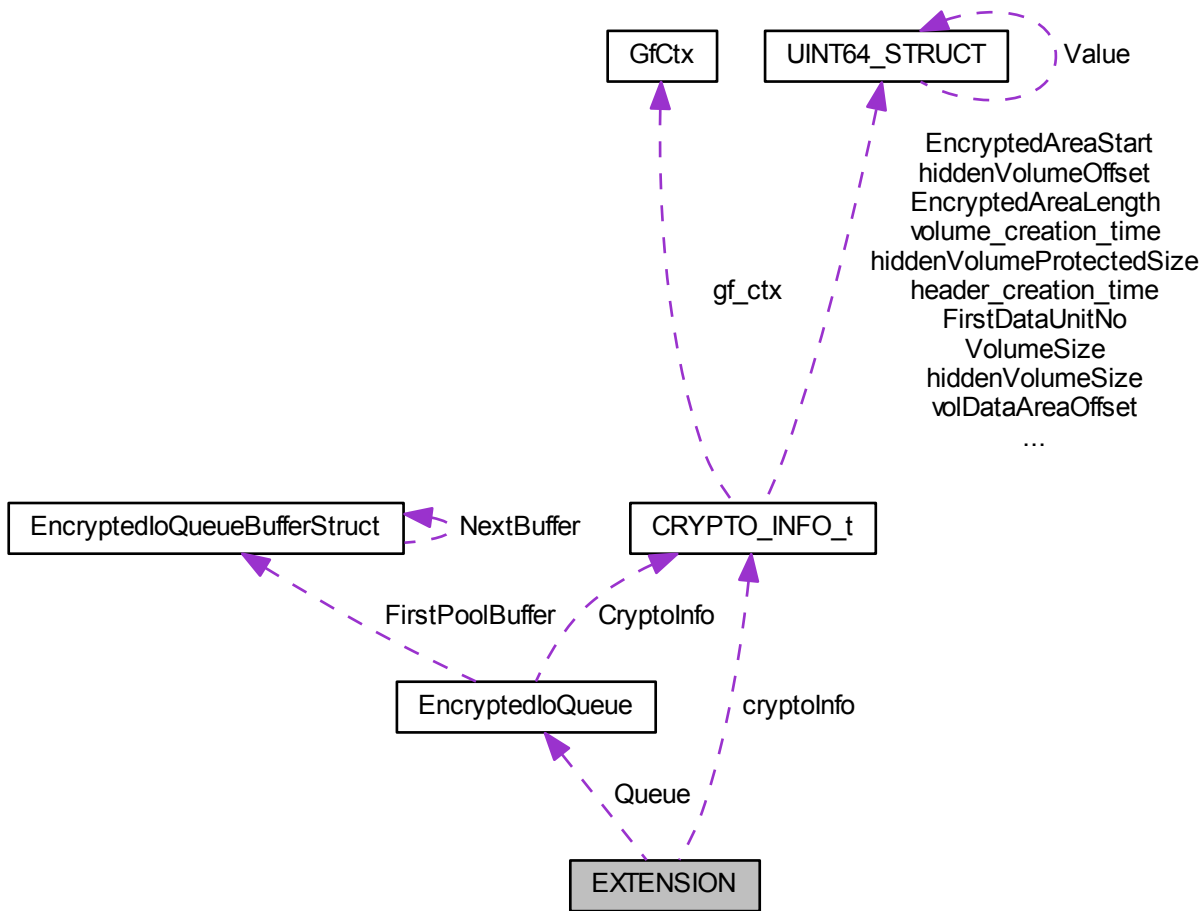 GfCtx
UINT64_STRUCT
Value
EncryptedAreaStart
hiddenVolumeOffset
EncryptedAreaLength
volume_creation_time
hiddenVolumeProtectedSize
header_creation_time
FirstDataUnitNo
VolumeSize
hiddenVolumeSize
volDataAreaOffset
...
gf_ctx
EncryptedIoQueueBufferStruct
NextBuffer
CRYPTO_INFO_t
FirstPoolBuffer
CryptoInfo
EncryptedIoQueue
cryptoInfo
Queue
EXTENSION